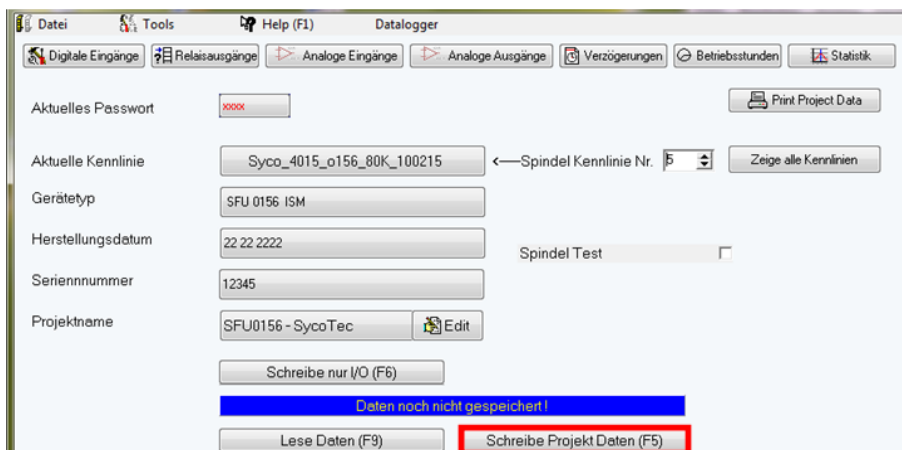 Datei Tools Help (F1) Datalogger
Digitale Eingänge Relaisausgänge Analoge Eingänge Analoge Ausgänge Verzögerungen Betriebsstunden Statistik
Aktuelles Passwort xxxx Print Project Data
Aktuelle Kennlinie Syco_4015_o156_80K_100215 <—Spindel Kennlinie Nr. 5 Zeige alle Kennlinien
Gerätetyp SFU 0156 ISM
Herstellungsdatum 22 22 2222 Spindel Test
Seriennnummer 12345
Projektname SFU0156 - SycoTec Edit
Schreibe nur I/O (F6)
Daten noch nicht gespeichert !
Lese Daten (F9) Schreibe Projekt Daten (F5)